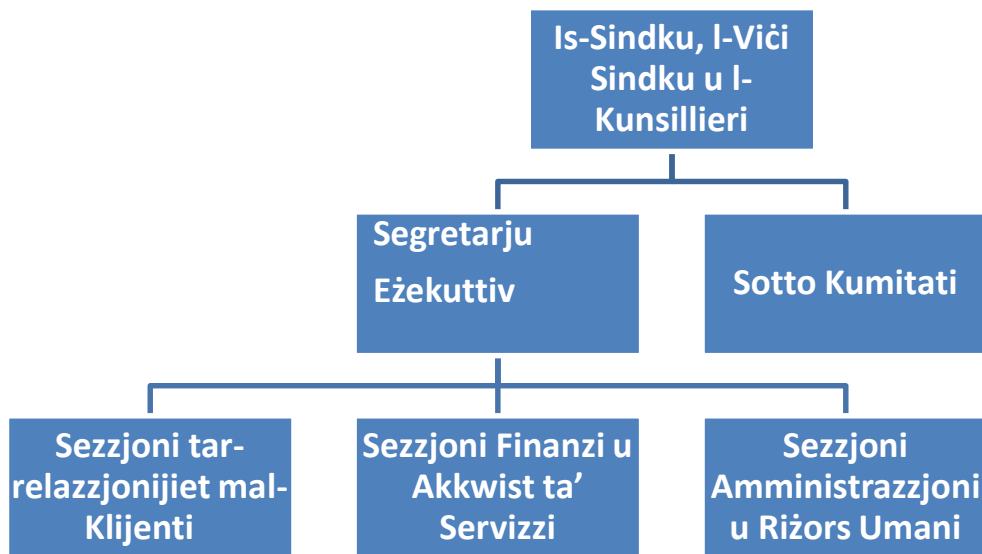 Is-Sindku, l-Viċi
Sindku u l-
Kunsillieri
Segretarju
Eżekuttiv
Sotto Kumitati
Sezzjoni tar-
relazzjonijiet mal-
Klijenti
Sezzjoni Finanzi u
Akkwist ta’
Servizzi
Sezzjoni
Amministrazzjoni
u Riżors Umani